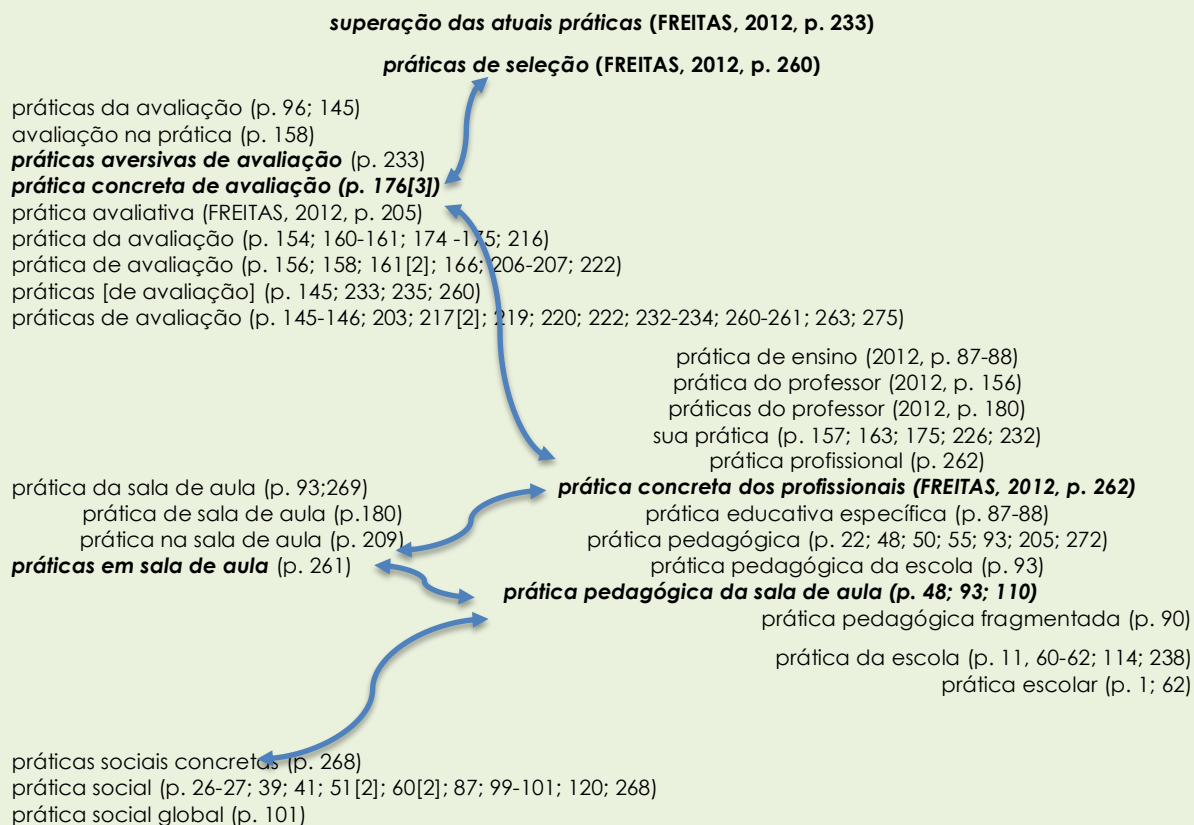 superação das atuais práticas (FREITAS, 2012, p. 233)
práticas de seleção (FREITAS, 2012, p. 260)
práticas da avaliação (p. 96; 145)
avaliação na prática (p. 158)
práticas aversivas de avaliação (p. 233)
prática concreta de avaliação (p. 176[3])
prática avaliativa (FREITAS, 2012, p. 205)
prática da avaliação (p. 154; 160-161; 174 -175; 216)
prática de avaliação (p. 156; 158; 161[2]; 166; 206-207; 222)
práticas [de avaliação] (p. 145; 233; 235; 260)
práticas de avaliação (p. 145-146; 203; 217[2]; 219; 220; 222; 232-234; 260-261; 263; 275)
prática de ensino (2012, p. 87-88)
prática do professor (2012, p. 156)
práticas do professor (2012, p. 180)
sua prática (p. 157; 163; 175; 226; 232)
prática profissional (p. 262)
prática concreta dos profissionais (FREITAS, 2012, p. 262)
prática educativa específica (p. 87-88)
prática pedagógica (p. 22; 48; 50; 55; 93; 205; 272)
prática pedagógica da escola (p. 93)
prática pedagógica da sala de aula (p. 48; 93; 110)
prática pedagógica fragmentada (p. 90)
prática da escola (p. 11, 60-62; 114; 238)
prática escolar (p. 1; 62)
prática da sala de aula (p. 93;269)
prática de sala de aula (p.180)
prática na sala de aula (p. 209)
práticas em sala de aula (p. 261)
práticas sociais concretas (p. 268)
prática social (p. 26-27; 39; 41; 51[2]; 60[2]; 87; 99-101; 120; 268)
prática social global (p. 101)